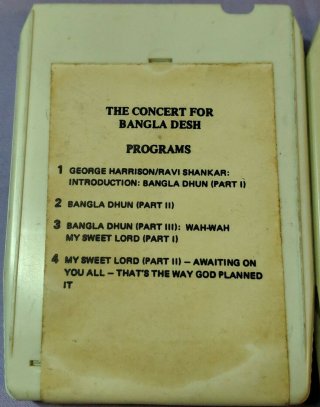 THE CONCERT FOR
BANGLA DESH
PROGRAMS
1 GEORGE HARRISON/RAVI SHANKAR:
INTRODUCTION: BANGLA DHUN (PART I)
2 BANGLA DHUN (PART II)
3 BANGLA DHUN (PART III): WAH-WAH
MY SWEET LORD (PART I)
4 MY SWEET LORD (PART II) – AWAITING ON
YOU ALL – THAT'S THE WAY GOD PLANNED
IT